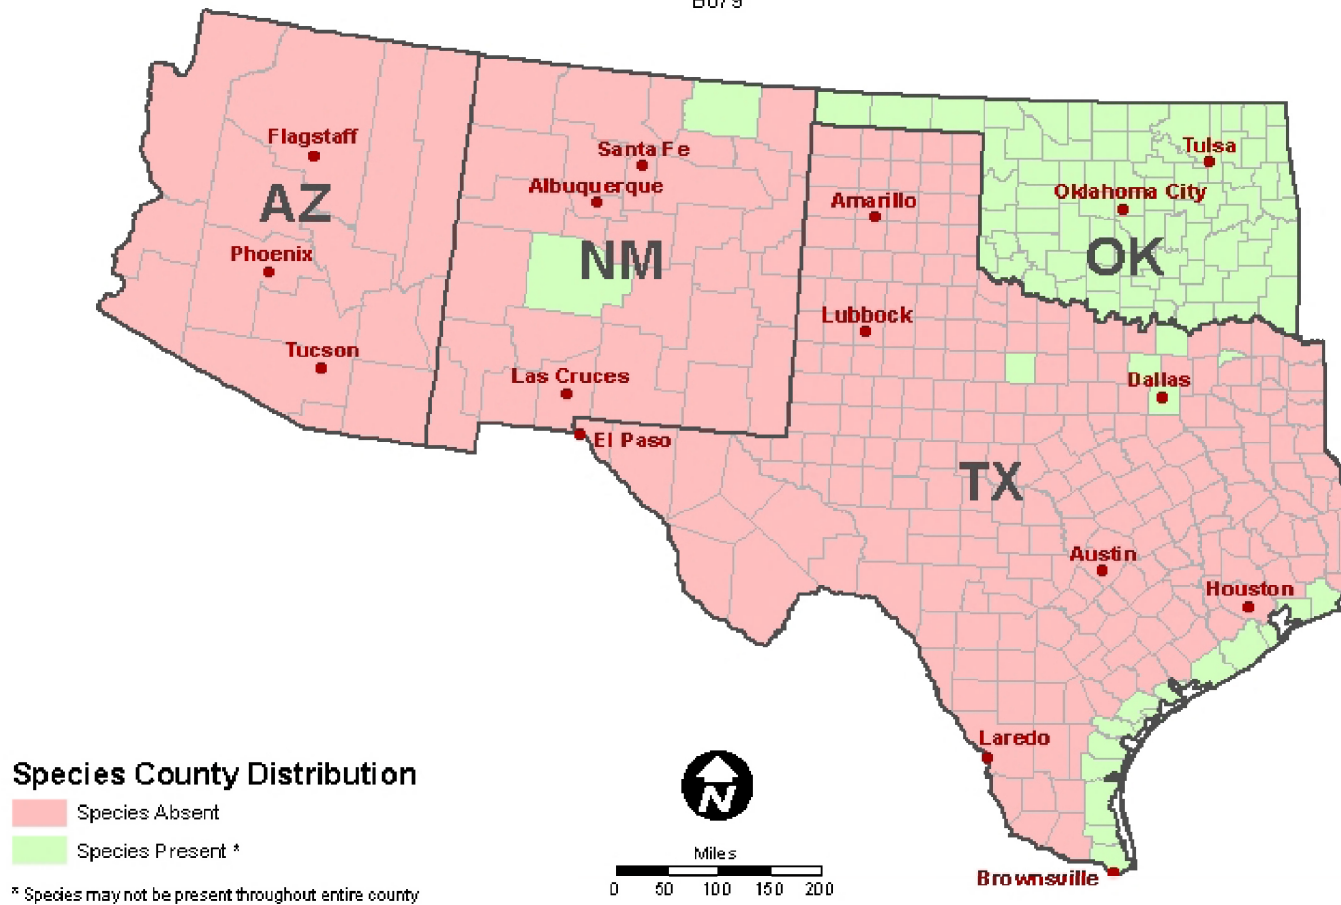 B079
Flagstaff
AZ
Phoenix
Tucson
Santa Fe
Albuquerque
NM
Las Cruces
El Paso
Amarillo
Lubbock
Tulsa
Oklahoma City
OK
Dallas
TX
Austin
Houston
Laredo
Brownsville
Species County Distribution
Species Absent
Species Present *
* Species may not be present throughout entire county
N
Miles
0 50 100 150 200